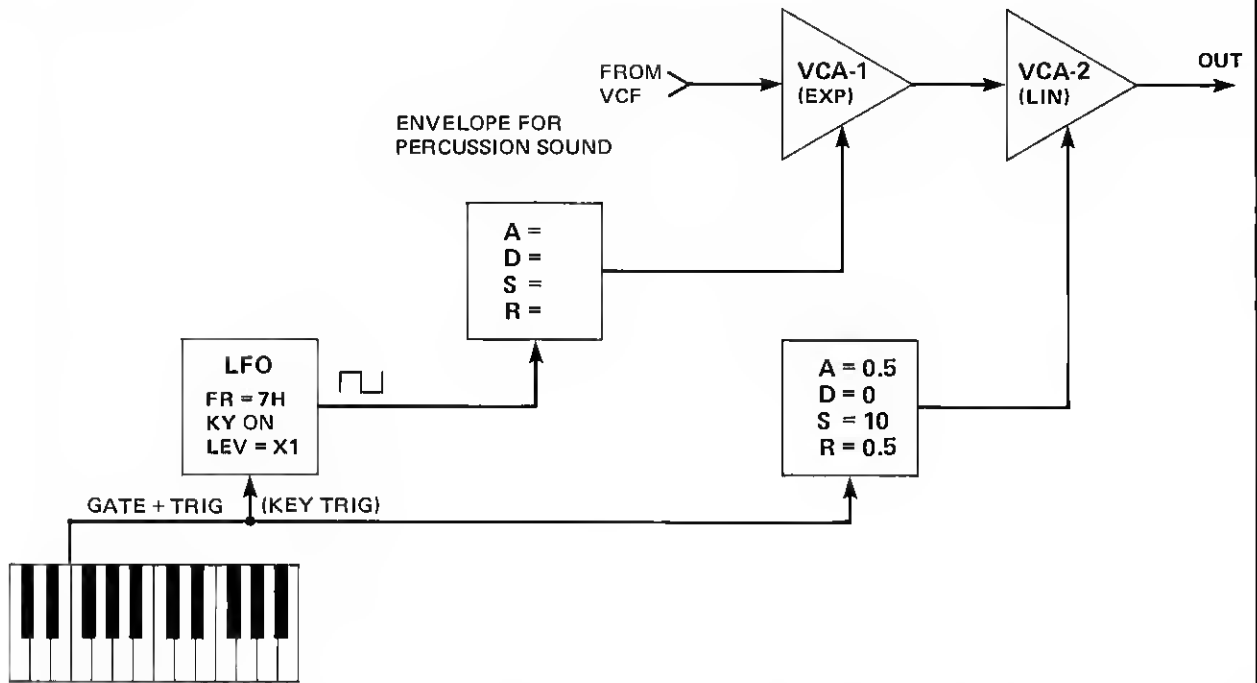 FROM
VCF
VCA-1
(EXP)
VCA-2
(LIN)
OUT
ENVELOPE FOR
PERCUSSION SOUND
A =
D =
S =
R =
LFO
FR = 7H
KY ON
LEV = X1
A = 0.5
D = 0
S = 10
R = 0.5
GATE + TRIG (KEY TRIG)